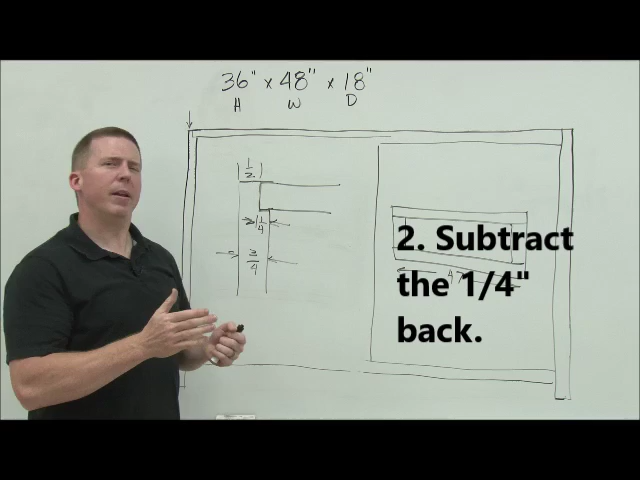 36" x 48" x 18"
H W D
1/2
1/4
3/4
2. Subtract
the 1/4"
back.